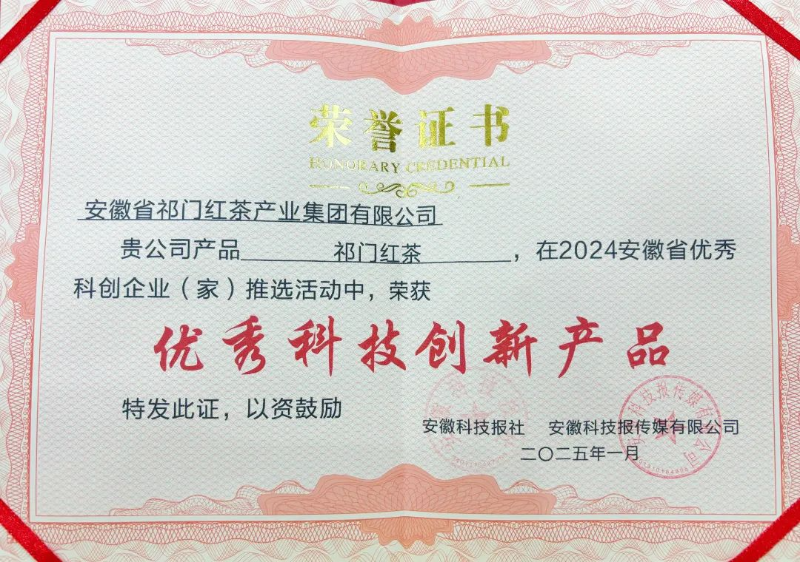 荣誉证书
HONORARY CREDENTIAL
安徽省祁门红茶产业集团有限公司
贵公司产品 祁门红茶 ，在2024安徽省优秀
科创企业（家）推选活动中，荣获
优秀科技创新产品
特发此证，以资鼓励
安徽科技报社 安徽科技报传媒有限公司
二〇二五年一月